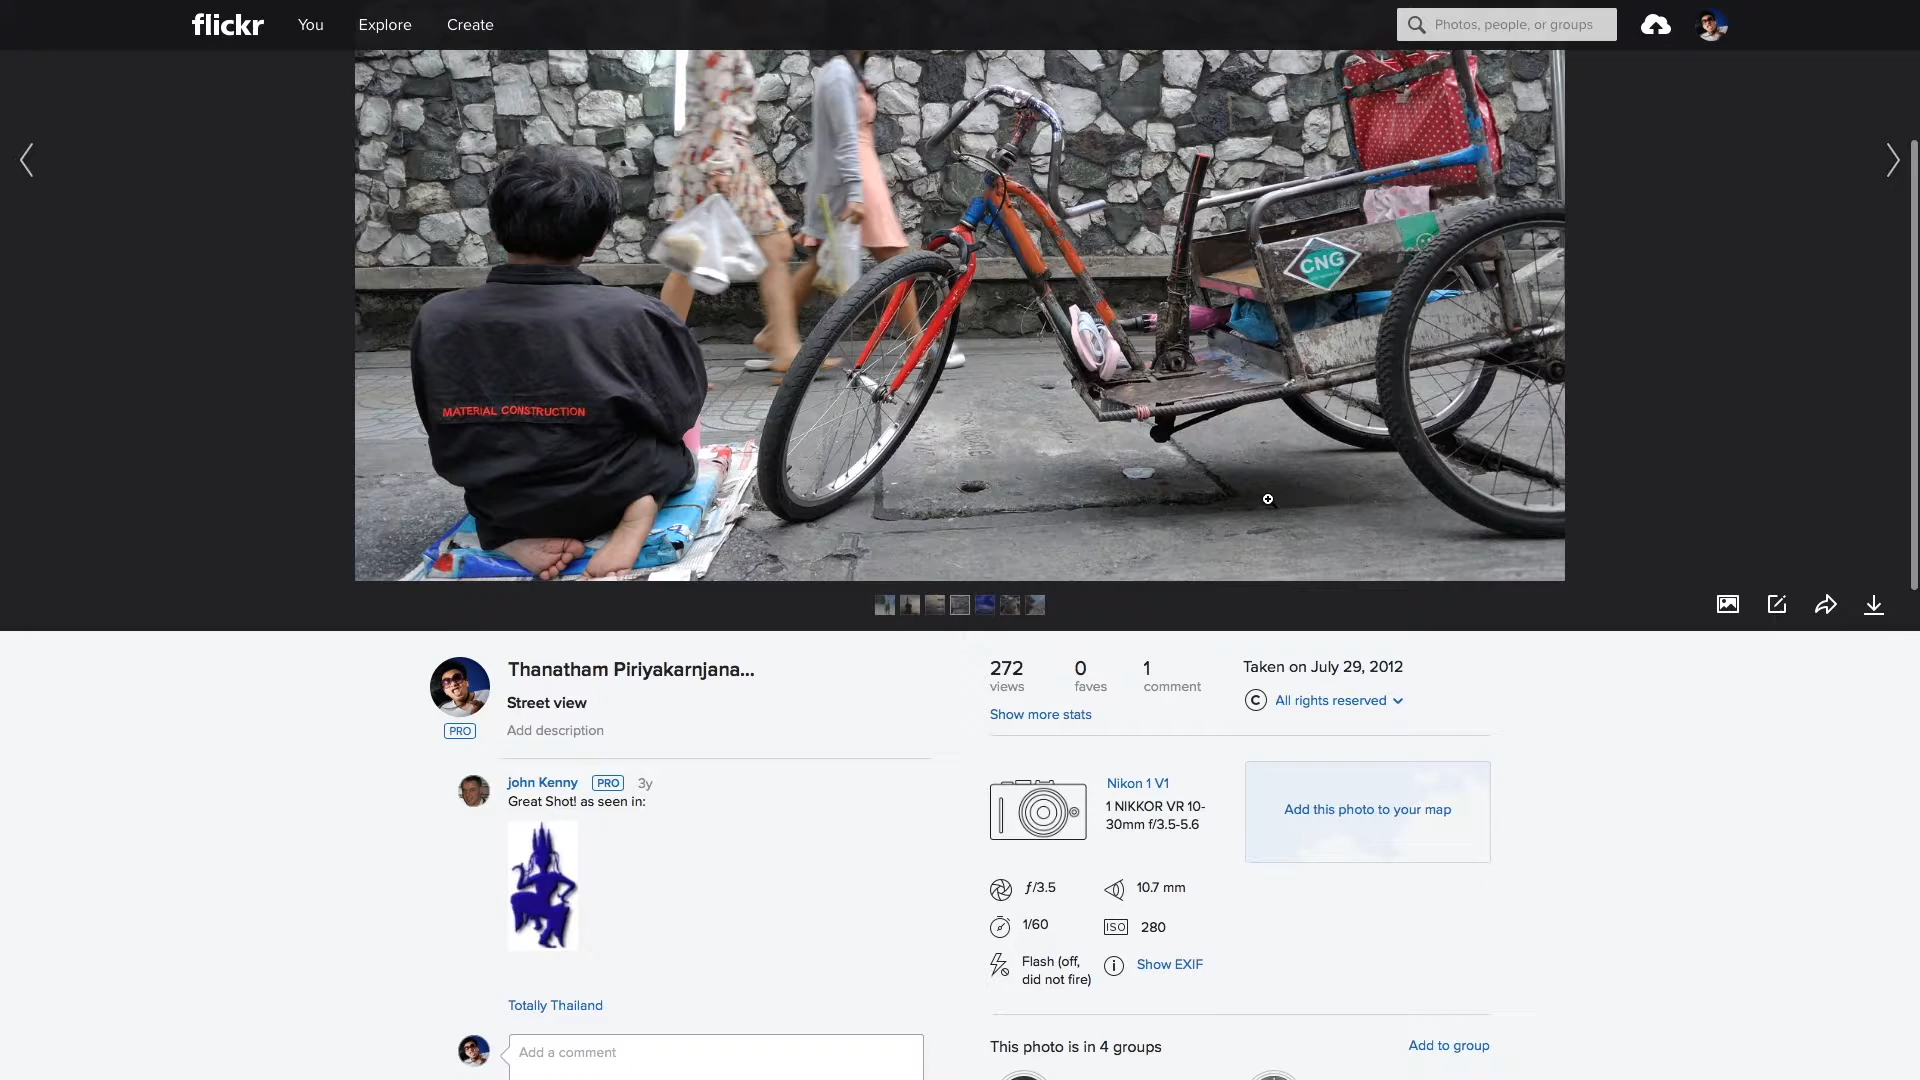 flickr You Explore Create Photos, people, or groups
CNG
MATERIAL CONSTRUCTION
Thanatham Piriyakarnjana...
PRO
Street view
Add description
john Kenny PRO 3y
Great Shot! as seen in:
Totally Thailand
Add a comment
272 views
0 faves
1 comment
Show more stats
Taken on July 29, 2012
C All rights reserved
Nikon 1 V1
1 NIKKOR VR 10-
30mm f/3.5-5.6
Add this photo to your map
ƒ/3.5
10.7 mm
1/60
ISO 280
Flash (off,
did not fire)
i Show EXIF
This photo is in 4 groups
Add to group